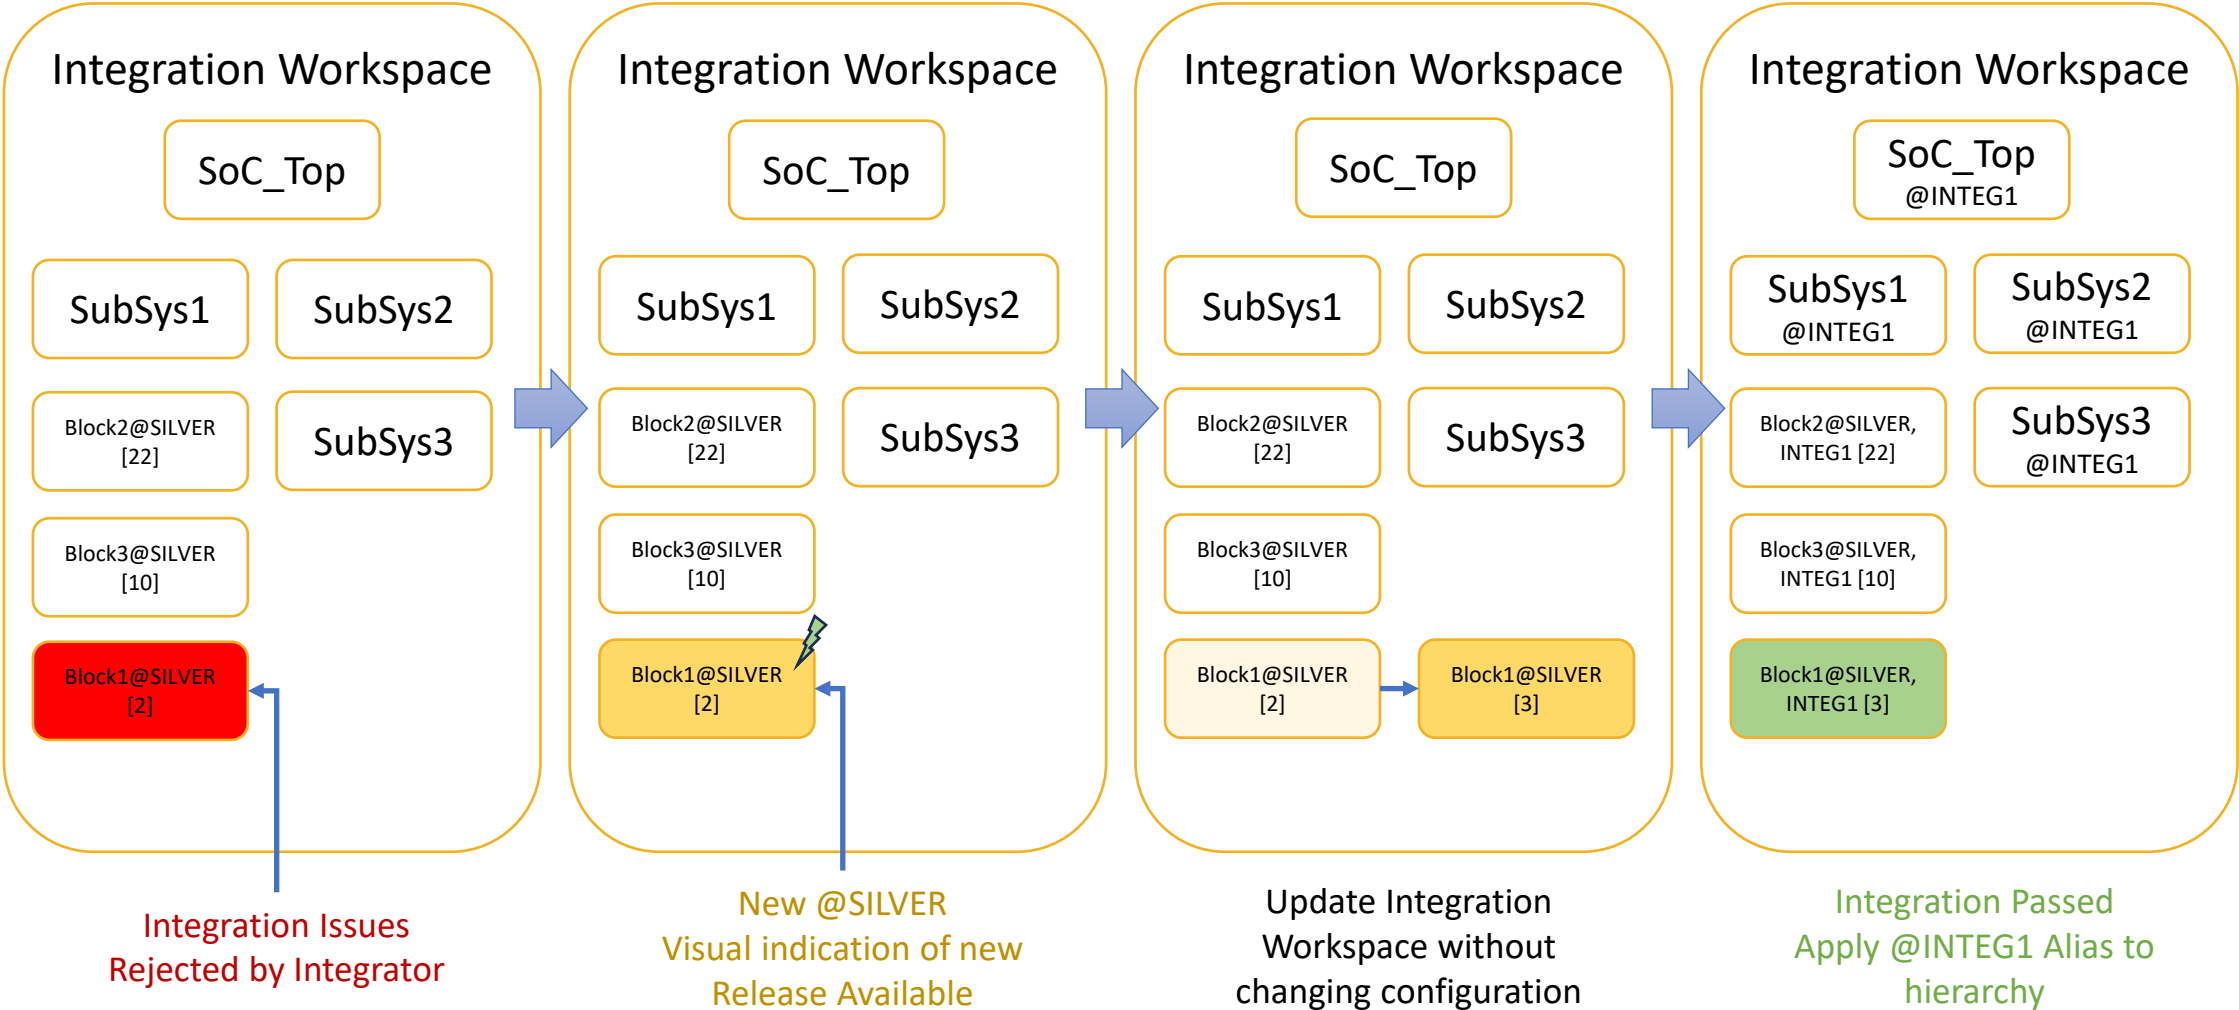 Integration Workspace
SoC_Top
SubSys1
SubSys2
Block2@SILVER
[22]
SubSys3
Block3@SILVER
[10]
Block1@SILVER
[2]
Integration Issues
Rejected by Integrator
Integration Workspace
SoC_Top
SubSys1
SubSys2
Block2@SILVER
[22]
SubSys3
Block3@SILVER
[10]
Block1@SILVER
[2]
New @SILVER
Visual indication of new
Release Available
Integration Workspace
SoC_Top
SubSys1
SubSys2
Block2@SILVER
[22]
SubSys3
Block3@SILVER
[10]
Block1@SILVER
[2]
Block1@SILVER
[3]
Update Integration
Workspace without
changing configuration
Integration Workspace
SoC_Top
@INTEG1
SubSys1
@INTEG1
SubSys2
@INTEG1
Block2@SILVER,
INTEG1 [22]
SubSys3
@INTEG1
Block3@SILVER,
INTEG1 [10]
Block1@SILVER,
INTEG1 [3]
Integration Passed
Apply @INTEG1 Alias to
hierarchy